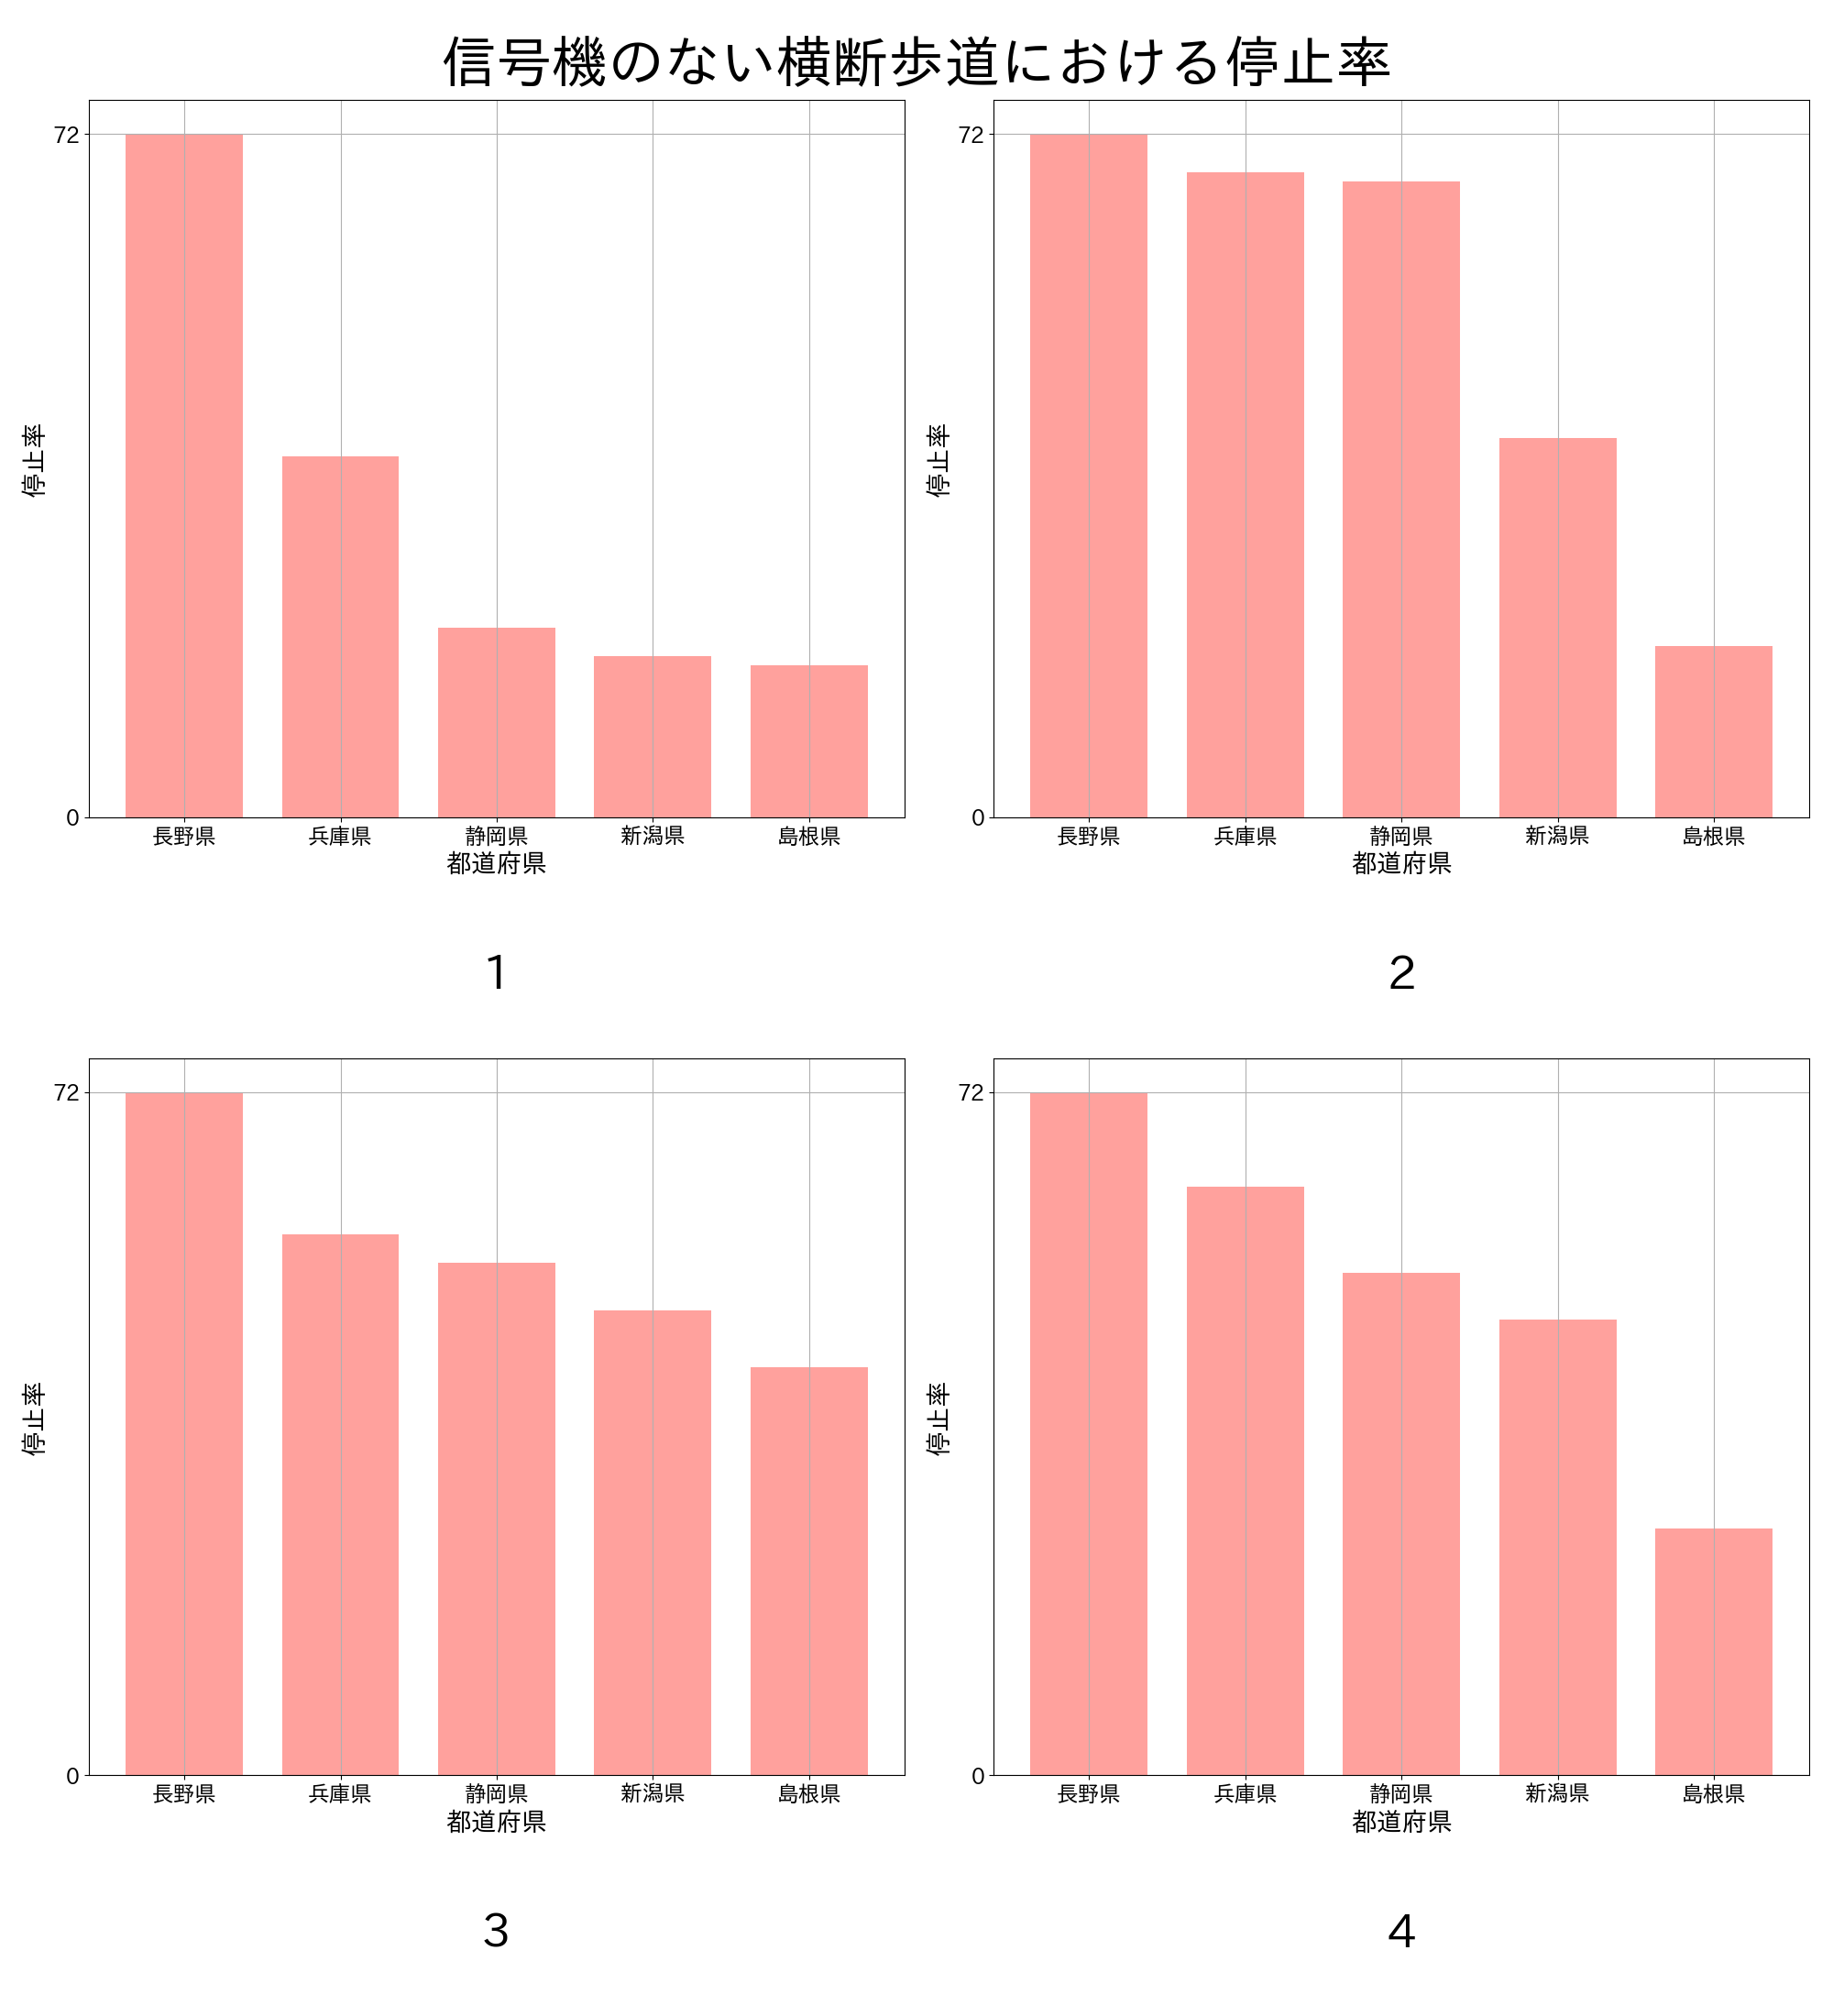 信号機のない横断歩道における停止率
72
停止率
0
長野県 兵庫県 静岡県 新潟県 島根県
都道府県
1
72
停止率
0
長野県 兵庫県 静岡県 新潟県 島根県
都道府県
2
72
停止率
0
長野県 兵庫県 静岡県 新潟県 島根県
都道府県
3
72
停止率
0
長野県 兵庫県 静岡県 新潟県 島根県
都道府県
4